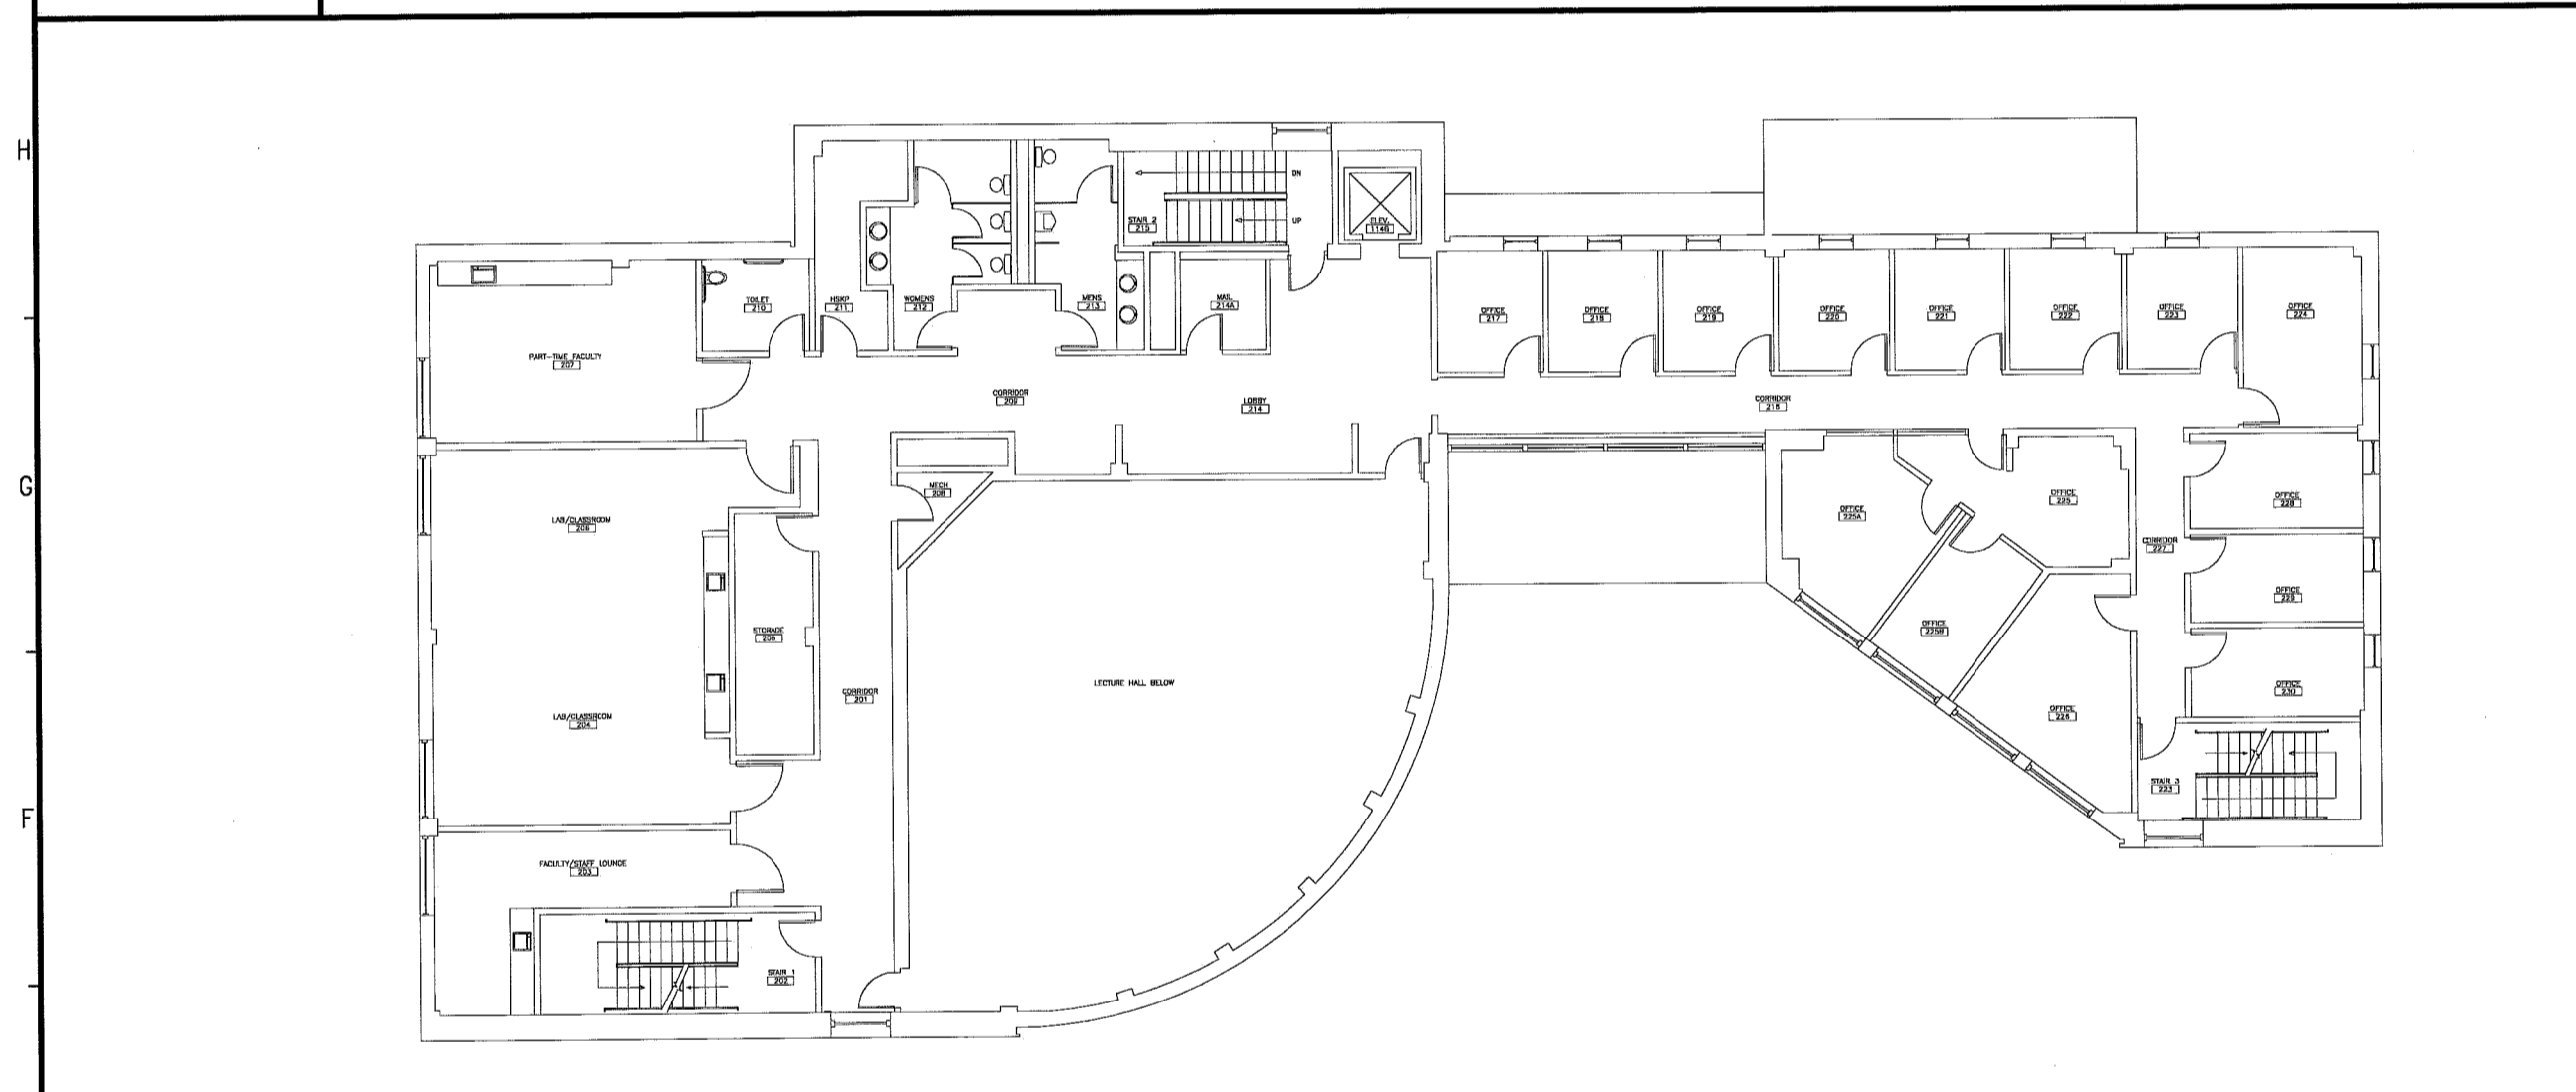 H
DN
STAIR 2
215
UP
ELEV.
114B
TOILET
210
HSKP
211
WOMENS
212
MENS
213
MAIL
214A
OFFICE
217
OFFICE
218
OFFICE
219
OFFICE
220
OFFICE
221
OFFICE
222
OFFICE
223
OFFICE
224
PART-TIME FACULTY
207
CORRIDOR
209
LOBBY
214
CORRIDOR
216
G
MECH
208
LAB/CLASSROOM
206
OFFICE
225A
OFFICE
225
OFFICE
228
CORRIDOR
227
OFFICE
229
STORAGE
205
OFFICE
225B
CORRIDOR
201
LECTURE HALL BELOW
OFFICE
230
LAB/CLASSROOM
204
OFFICE
226
STAIR 3
223
F
FACULTY/STAFF LOUNGE
203
STAIR 1
202